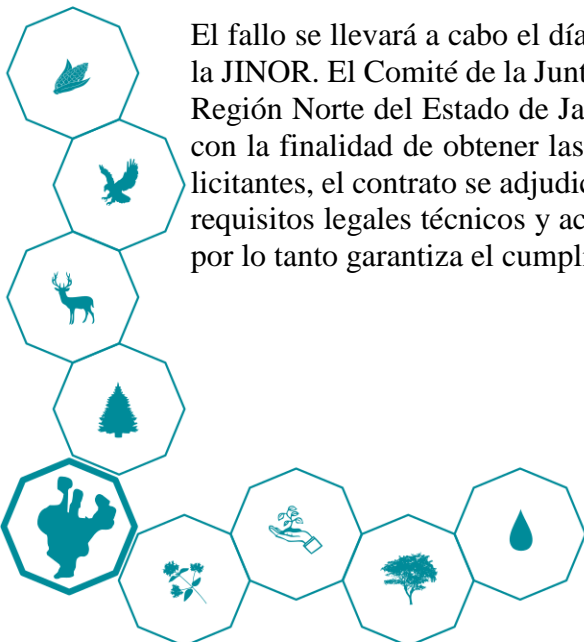 El fallo se llevará a cabo el día
la JINOR. El Comité de la Junt
Región Norte del Estado de Ja
con la finalidad de obtener las
licitantes, el contrato se adjudic
requisitos legales técnicos y ac
por lo tanto garantiza el cumpli